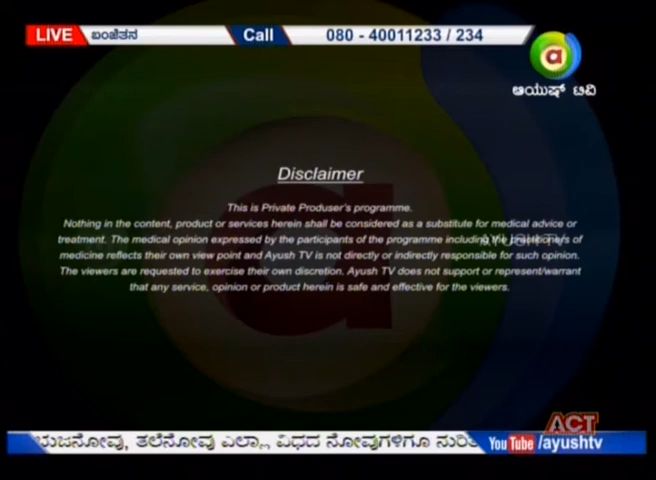 LIVE ಬಂಜೆತನ Call 080 - 40011233 / 234
a
ಆಯುಷ್ ಟಿವಿ
Disclaimer
This is Private Produser's programme.
Nothing in the content, product or services herein shall be considered as a substitute for medical advice or
treatment. The medical opinion expressed by the participants of the programme including the practitioners of
medicine reflects their own view point and Ayush TV is not directly or indirectly responsible for such opinion.
The viewers are requested to exercise their own discretion. Ayush TV does not support or represent/warrant
that any service, opinion or product herein is safe and effective for the viewers.
ACT
ಭುಜನೋವು, ತಲೆನೋವು ಎಲ್ಲಾ ವಿಧದ ನೋವುಗಳಿಗೂ ನುರಿತ YouTube /ayushtv